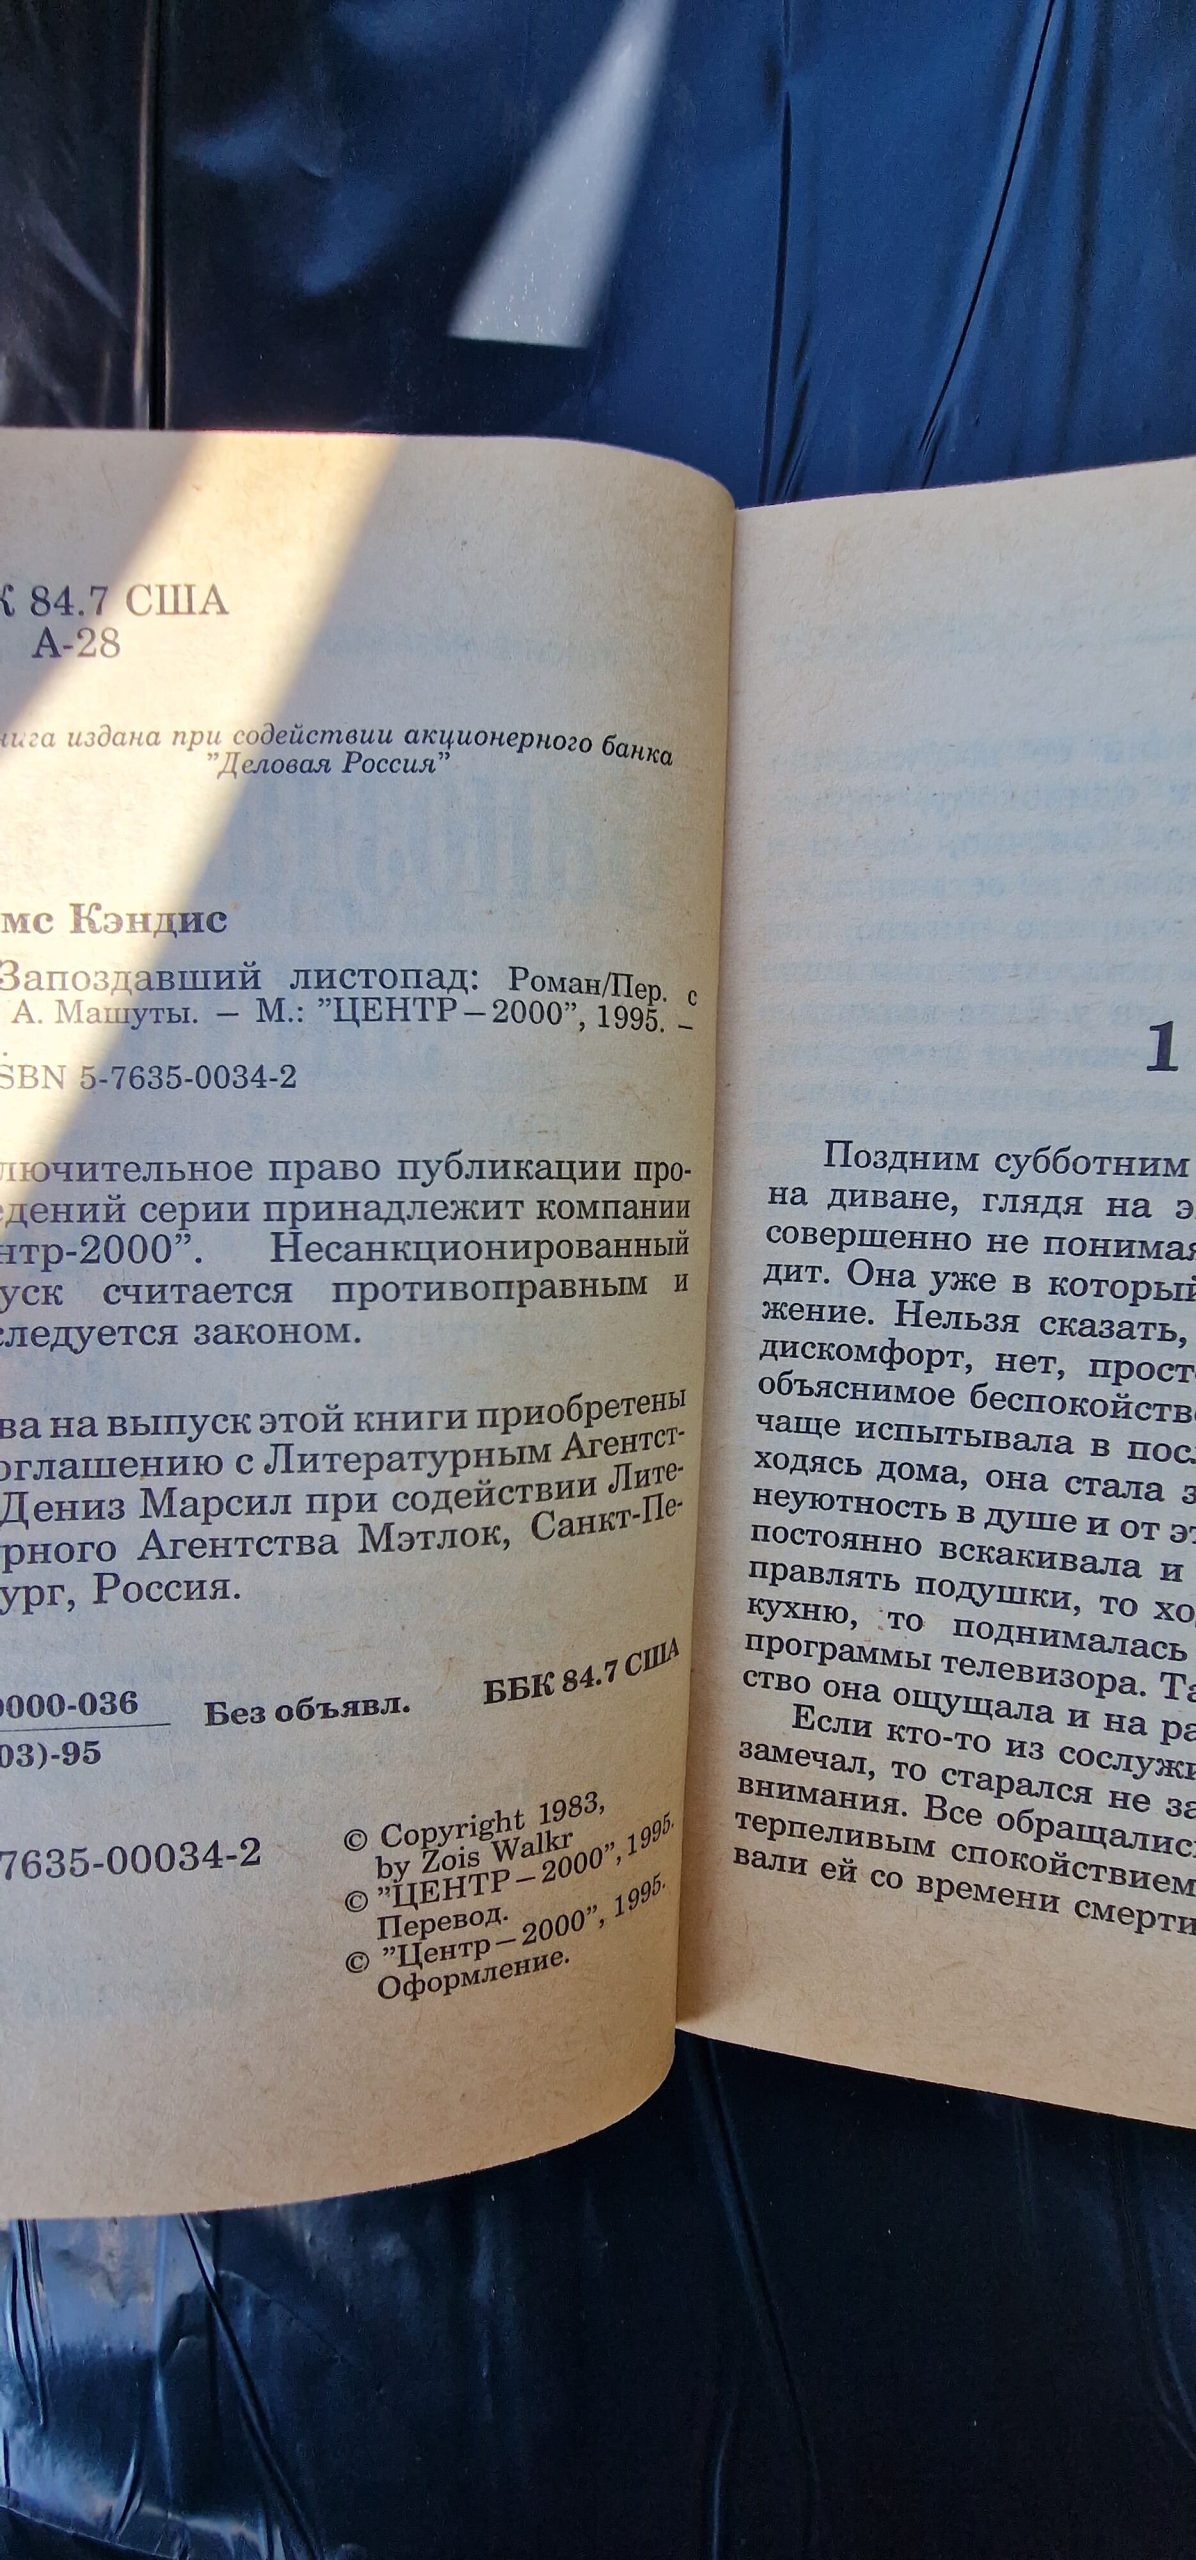 К 84.7 США
А-28
нига издана при содействии акционерного банка
"Деловая Россия"
мс Кэндис
Запоздавший листопад: Роман/Пер. с
А. Машуты. – М.: "ЦЕНТР – 2000", 1995. –
SBN 5-7635-0034-2
лючительное право публикации про-
едений серии принадлежит компании
нтр-2000". Несанкционированный
уск считается противоправным и
следуется законом.
ва на выпуск этой книги приобретены
оглашению с Литературным Агентст-
Дениз Марсил при содействии Лите-
рного Агентства Мэтлок, Санкт-Пе-
ург, Россия.
0000-036 Без объявл. ББК 84.7 США
03)-95
7635-00034-2
© Copyright 1983,
by Zois Walkr
© "ЦЕНТР – 2000", 1995.
Перевод.
© "Центр – 2000", 1995.
Оформление.
1
Поздним субботним
на диване, глядя на э
совершенно не понимая
дит. Она уже в который
жение. Нельзя сказать,
дискомфорт, нет, прост
объяснимое беспокойств
чаще испытывала в посл
ходясь дома, она стала з
неуютность в душе и от эт
постоянно вскакивала и
правлять подушки, то хо
кухню, то поднималась
программы телевизора. Та
ство она ощущала и на ра
Если кто-то из сослужи
замечал, то старался не за
внимания. Все обращались
терпеливым спокойствием
вали ей со времени смерти